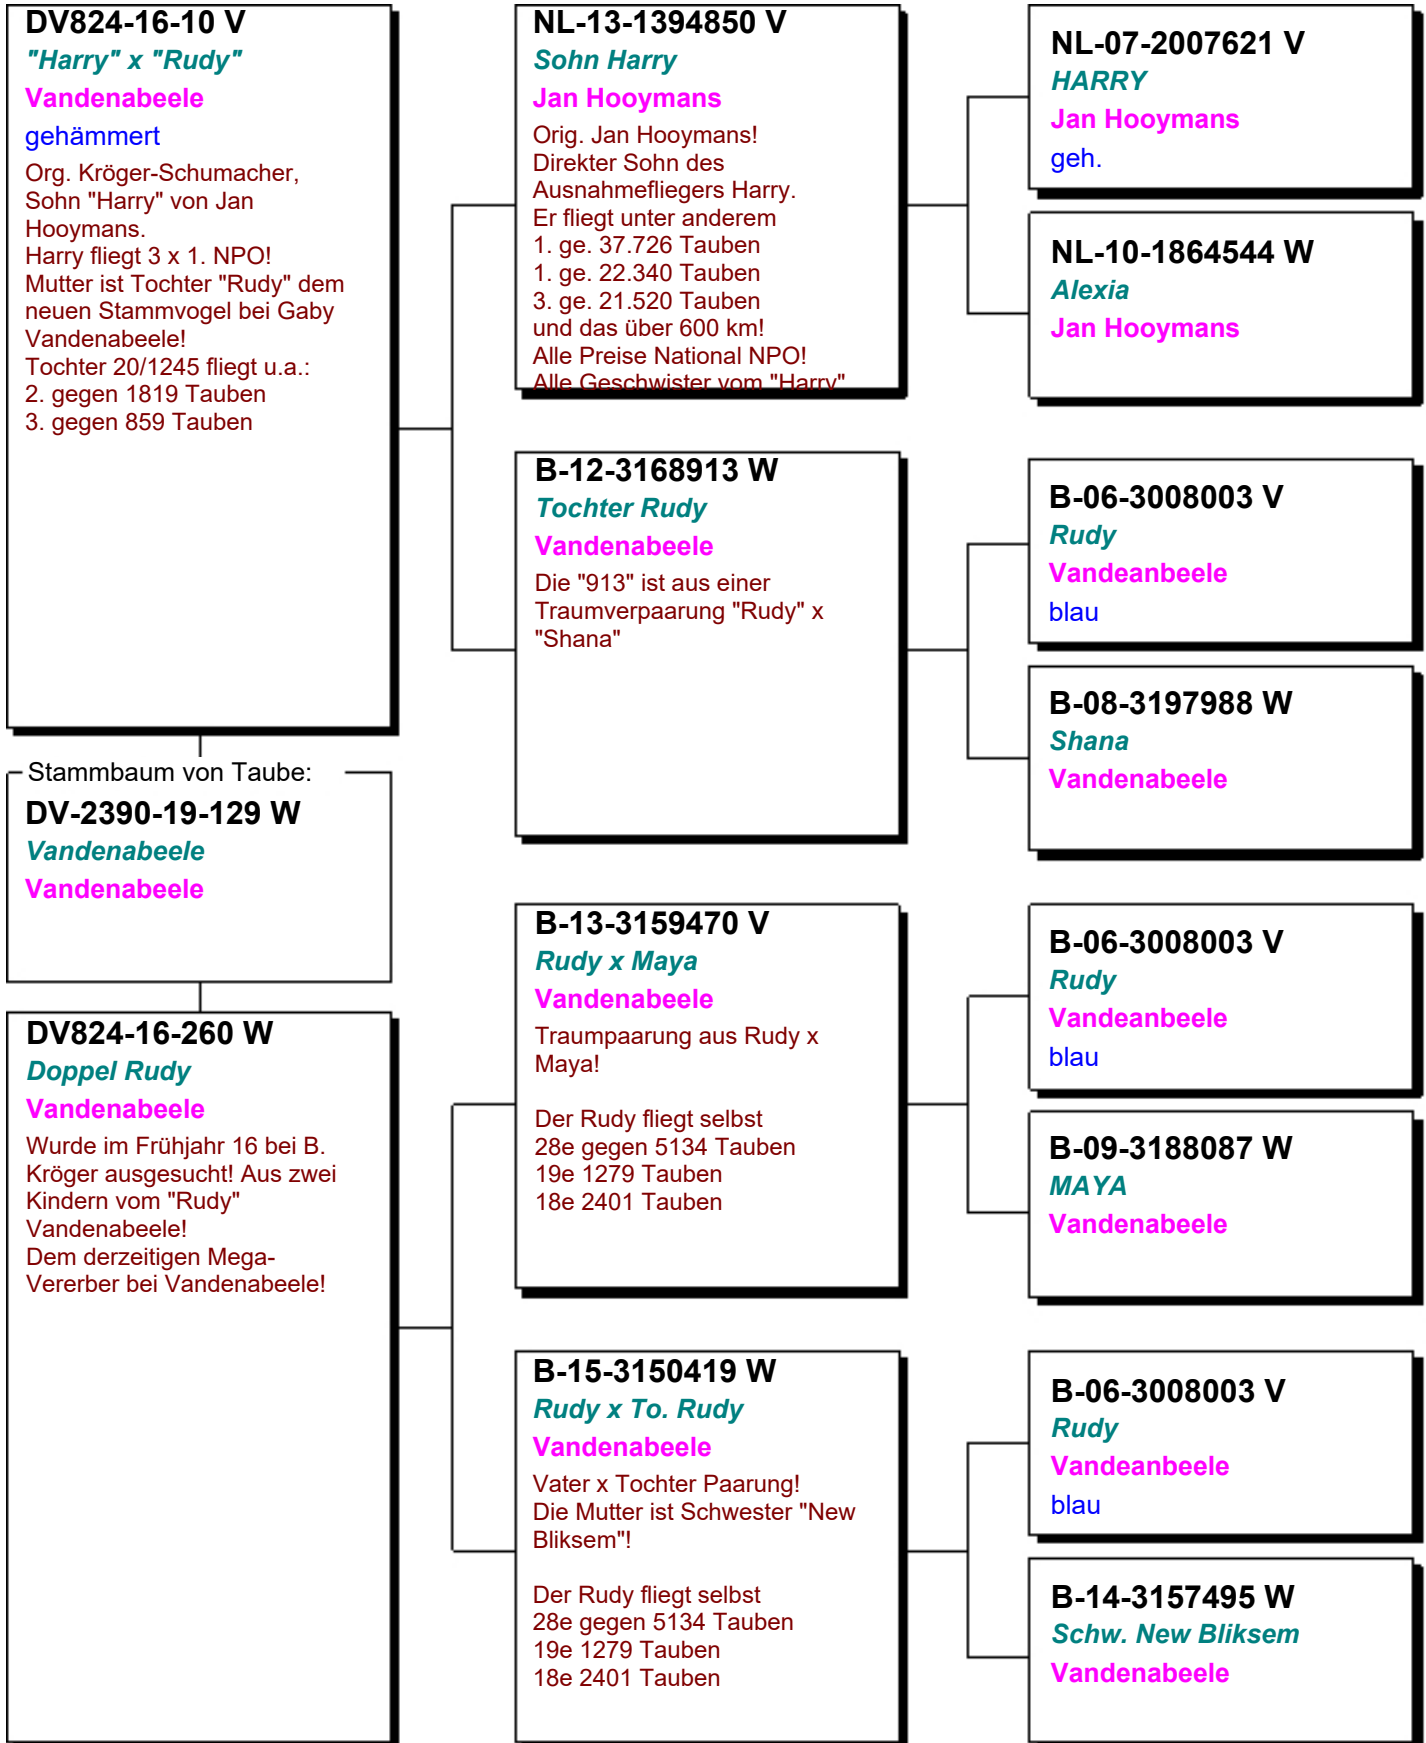 DV824-16-10 V
"Harry" x "Rudy"
Vandenabeele
gehämmert
Org. Kröger-Schumacher,
Sohn "Harry" von Jan
Hooymans.
Harry fliegt 3 x 1. NPO!
Mutter ist Tochter "Rudy" dem
neuen Stammvogel bei Gaby
Vandenabeele!
Tochter 20/1245 fliegt u.a.:
2. gegen 1819 Tauben
3. gegen 859 Tauben
Stammbaum von Taube:
DV-2390-19-129 W
Vandenabeele
Vandenabeele
DV824-16-260 W
Doppel Rudy
Vandenabeele
Wurde im Frühjahr 16 bei B.
Kröger ausgesucht! Aus zwei
Kindern vom "Rudy"
Vandenabeele!
Dem derzeitigen Mega-
Vererber bei Vandenabeele!
NL-13-1394850 V
Sohn Harry
Jan Hooymans
Orig. Jan Hooymans!
Direkter Sohn des
Ausnahmefliegers Harry.
Er fliegt unter anderem
1. ge. 37.726 Tauben
1. ge. 22.340 Tauben
3. ge. 21.520 Tauben
und das über 600 km!
Alle Preise National NPO!
Alle Geschwister vom "Harry"
B-12-3168913 W
Tochter Rudy
Vandenabeele
Die "913" ist aus einer
Traumverpaarung "Rudy" x
"Shana"
B-13-3159470 V
Rudy x Maya
Vandenabeele
Traumpaarung aus Rudy x
Maya!
Der Rudy fliegt selbst
28e gegen 5134 Tauben
19e 1279 Tauben
18e 2401 Tauben
B-15-3150419 W
Rudy x To. Rudy
Vandenabeele
Vater x Tochter Paarung!
Die Mutter ist Schwester "New
Bliksem"!
Der Rudy fliegt selbst
28e gegen 5134 Tauben
19e 1279 Tauben
18e 2401 Tauben
NL-07-2007621 V
HARRY
Jan Hooymans
geh.
NL-10-1864544 W
Alexia
Jan Hooymans
B-06-3008003 V
Rudy
Vandeanbeele
blau
B-08-3197988 W
Shana
Vandenabeele
B-06-3008003 V
Rudy
Vandeanbeele
blau
B-09-3188087 W
MAYA
Vandenabeele
B-06-3008003 V
Rudy
Vandeanbeele
blau
B-14-3157495 W
Schw. New Bliksem
Vandenabeele